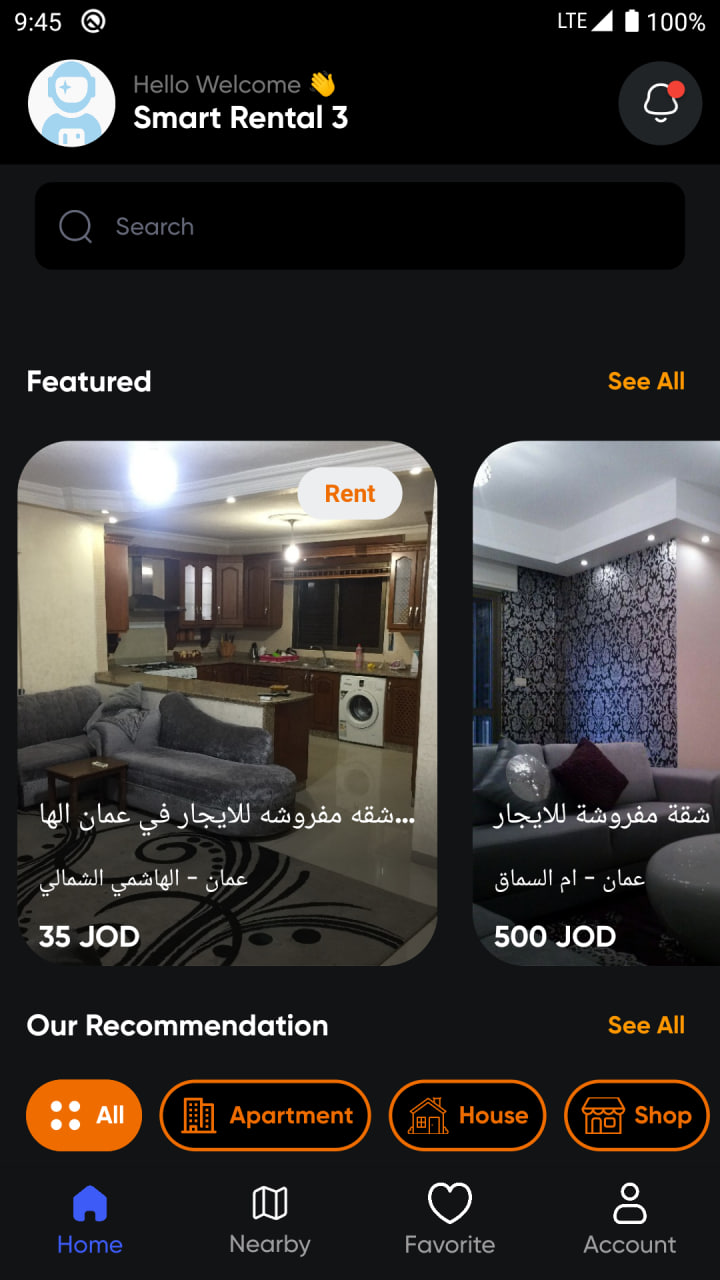 9:45
LTE 100%
Hello Welcome 👋
Smart Rental 3
Search
Featured
See All
Rent
شقه مفروشه للايجار في عمان الها...
عمان - الهاشمي الشمالي
35 JOD
شقة مفروشة للايجار
عمان - ام السماق
500 JOD
Our Recommendation
See All
All
Apartment
House
Shop
Home
Nearby
Favorite
Account